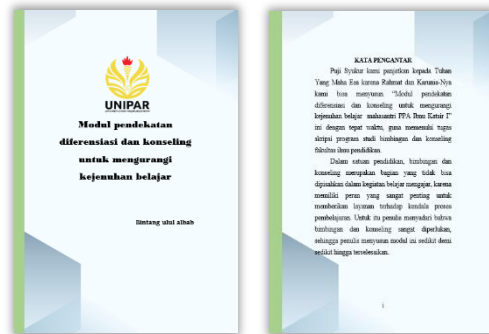 UNIPAR
Modul pendekatan
diferensiasi dan konseling
untuk mengurangi
kejenuhan belajar
Bintang ulul albab
KATA PENGANTAR
Puji Syukur kami penjatkan kepada Tuhan
Yang Maha Esa karena Rahmat dan Karunia-Nya
kami bisa menyusun “Modul pendekatan
diferensiasi dan konseling untuk mengurangi
kejenuhan belajar mahasantri PPA Ibnu Katsir I”
ini dengan tepat waktu, guna memenuhi tugas
skripsi program studi bimbingan dan konseling
fakultas ilmu pendidikan.
Dalam satuan pendidikan, bimbingan dan
konseling merupakan bagian yang tidak bisa
dipisahkan dalam kegiatan belajar mengajar, karena
memiliki peran yang sangat penting untuk
memberikan layanan terhadap kendala proses
pembelajaran. Untuk itu penulis menyadari bahwa
bimbingan dan konseling sangat diperlukan,
sehingga penulis menyusun modul ini sedikit demi
sedikit hingga terselesaikan.